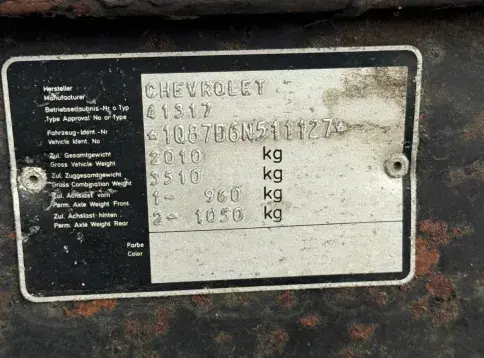 Hersteller
Manufacturer CHEVROLET
Betriebserlaubnis-Nr o Typ
Type Approval No or Type 41317
Fahrzeug-Ident.-Nr
Vehicle Ident. No *1Q87D6N511127*
Zul. Gesamtgewicht
Gross Vehicle Weight 2010 kg
Zul. Zuggesamtgewicht
Gross Combination Weight 3510 kg
Zul. Achslast vorn
Perm. Axle Weight Front 1- 960 kg
Zul. Achslast hinten
Perm. Axle Weight Rear 2- 1050 kg
Farbe
Color